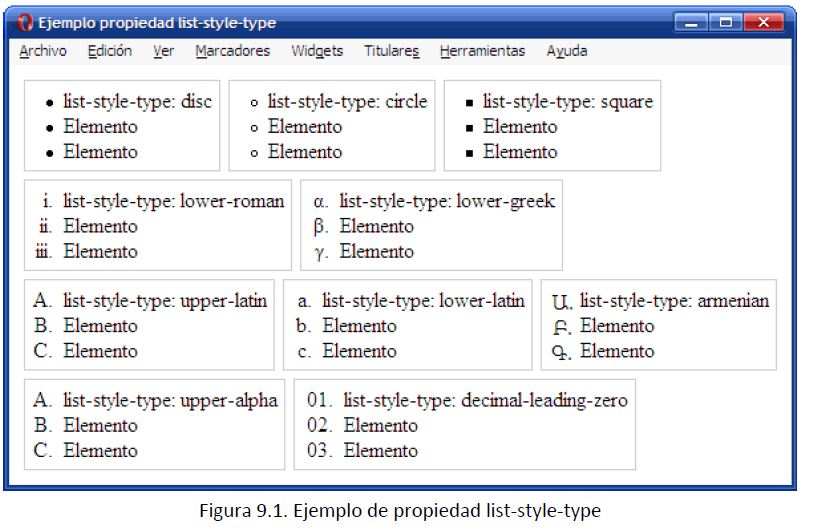 Ejemplo propiedad list-style-type
Archivo Edición Ver Marcadores Widgets Titulares Herramientas Ayuda
• list-style-type: disc
• Elemento
• Elemento
◦ list-style-type: circle
◦ Elemento
◦ Elemento
▪ list-style-type: square
▪ Elemento
▪ Elemento
i. list-style-type: lower-roman
ii. Elemento
iii. Elemento
α. list-style-type: lower-greek
β. Elemento
γ. Elemento
A. list-style-type: upper-latin
B. Elemento
C. Elemento
a. list-style-type: lower-latin
b. Elemento
c. Elemento
Ա. list-style-type: armenian
Բ. Elemento
Գ. Elemento
A. list-style-type: upper-alpha
B. Elemento
C. Elemento
01. list-style-type: decimal-leading-zero
02. Elemento
03. Elemento
Figura 9.1. Ejemplo de propiedad list-style-type